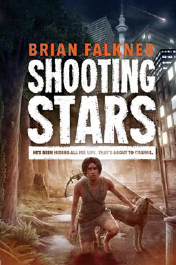 BRIAN FALKNER
SHOOTING
STARS
HE'S BEEN HIDING ALL HIS LIFE. THAT'S ABOUT TO CHANGE.